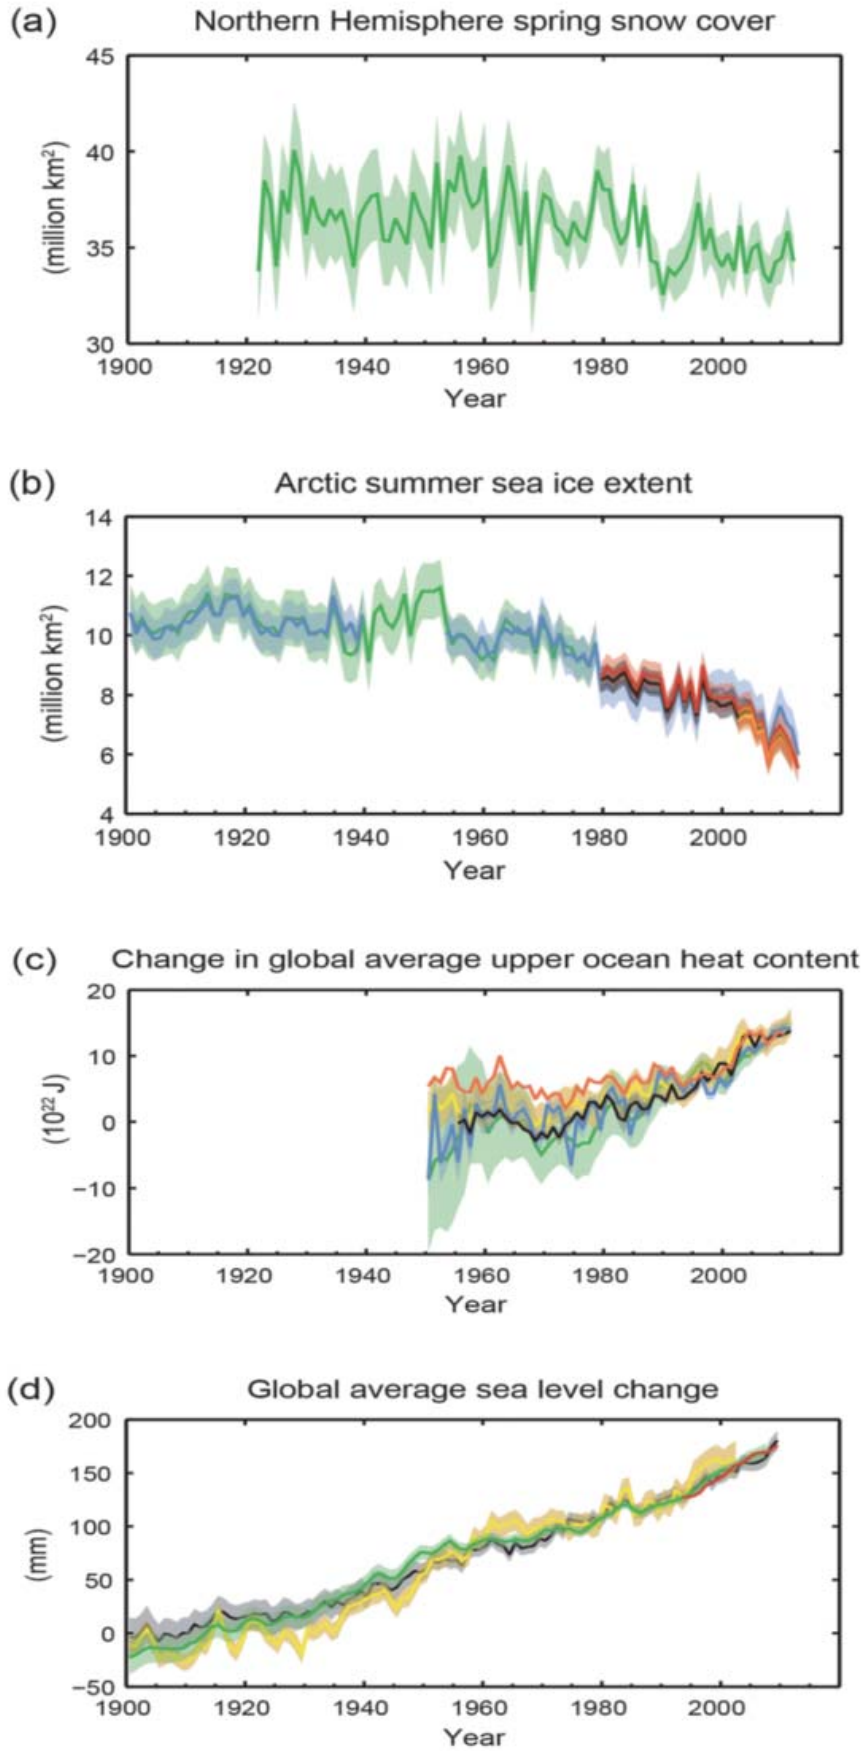 (a) Northern Hemisphere spring snow cover
45
40
35
30
(million km²)
1900 1920 1940 1960 1980 2000
Year
(b) Arctic summer sea ice extent
14
12
10
8
6
4
(million km²)
1900 1920 1940 1960 1980 2000
Year
(c) Change in global average upper ocean heat content
20
10
0
−10
−20
(10²² J)
1900 1920 1940 1960 1980 2000
Year
(d) Global average sea level change
200
150
100
50
0
−50
(mm)
1900 1920 1940 1960 1980 2000
Year